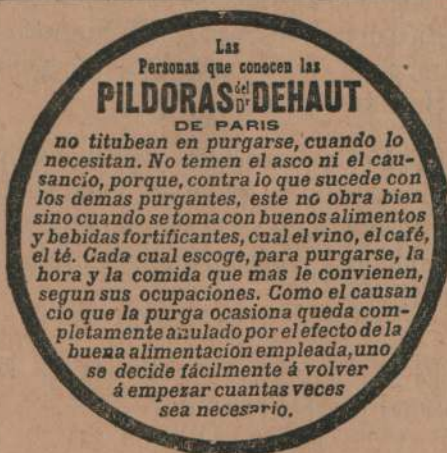 Las
Personas que conocen las
PILDORAS del Dr DEHAUT
DE PARIS
no titubean en purgarse, cuando lo
necesitan. No temen el asco ni el cau-
sancio, porque, contra lo que sucede con
los demas purgantes, este no obra bien
sino cuando se toma con buenos alimentos
y bebidas fortificantes, cual el vino, el café,
el té. Cada cual escoge, para purgarse, la
hora y la comida que mas le convienen,
segun sus ocupaciones. Como el causan
cio que la purga ocasiona queda com-
pletamente anulado por el efecto de la
buena alimentacion empleada, uno
se decide fácilmente á volver
á empezar cuantas veces
sea necesario.